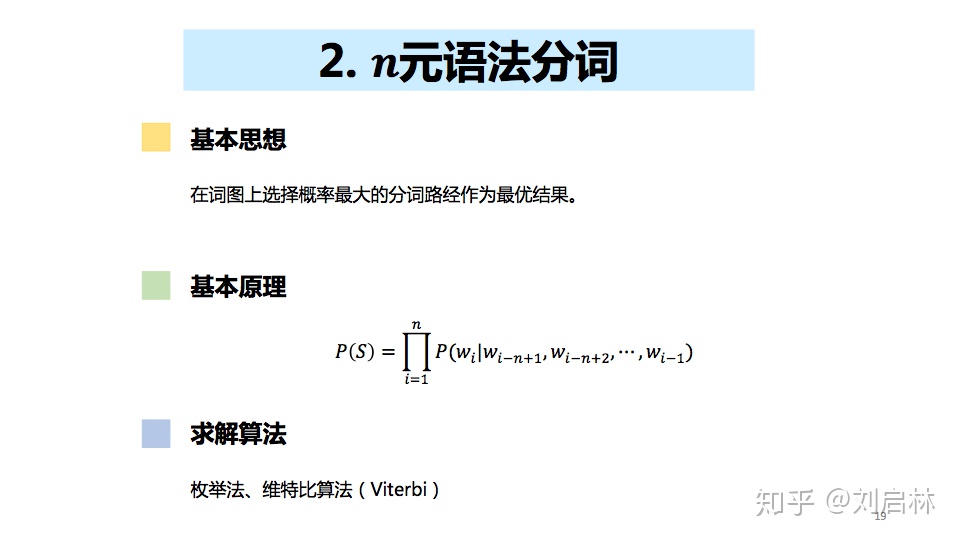 2. n元语法分词
基本思想
在词图上选择概率最大的分词路经作为最优结果。
基本原理
P(S) = ∏_{i=1}^{n} P(w_i|w_{i−n+1}, w_{i−n+2}, ⋯, w_{i−1})
求解算法
枚举法、维特比算法（Viterbi）
知乎 @刘启林
19